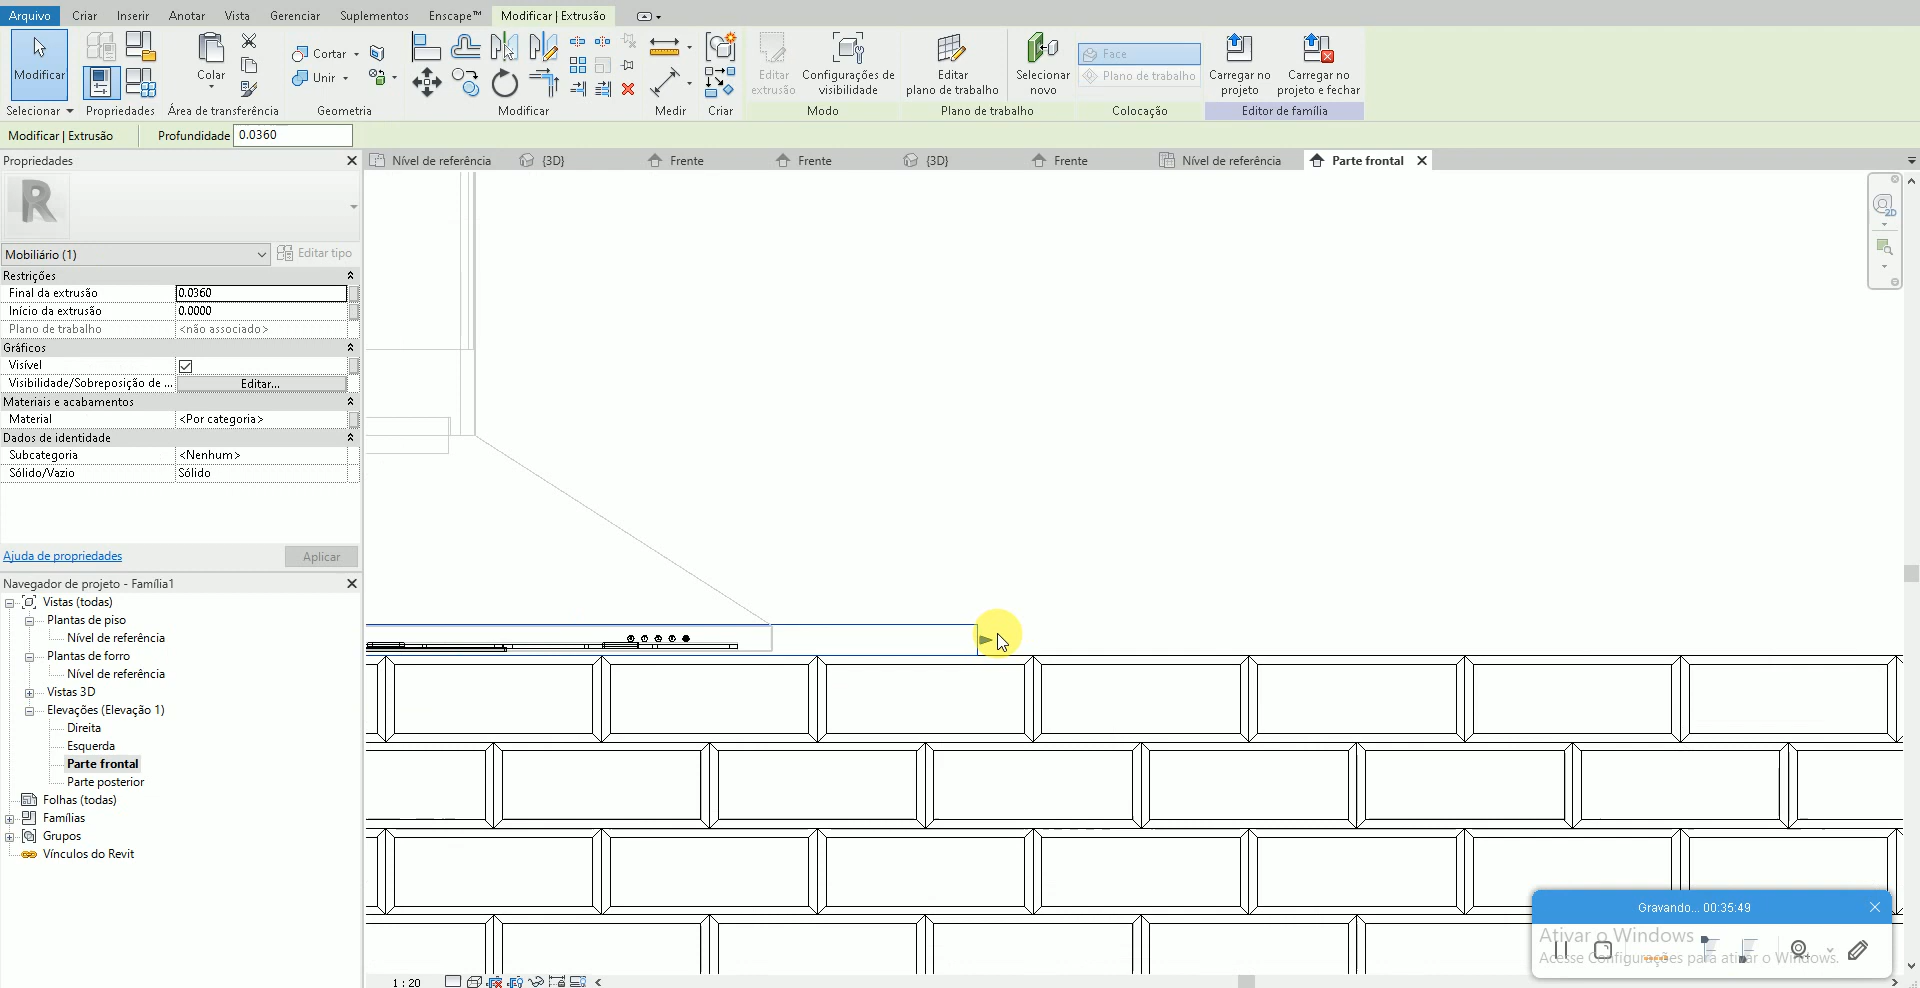 Arquivo Criar Inserir Anotar Vista Gerenciar Suplementos Enscape™ Modificar | Extrusão
Modificar
Colar
Cortar
Unir
Editar extrusão
Configurações de visibilidade
Editar plano de trabalho
Selecionar novo
Face
Plano de trabalho
Carregar no projeto
Carregar no projeto e fechar
Selecionar Propriedades Área de transferência Geometria Modificar Medir Criar Modo Plano de trabalho Colocação Editor de família
Modificar | Extrusão Profundidade 0.0360
Propriedades
Nível de referência {3D} Frente Frente {3D} Frente Nível de referência Parte frontal
R
2D
Mobiliário (1) Editar tipo
Restrições
Final da extrusão 0.0360
Início da extrusão 0.0000
Plano de trabalho <não associado>
Gráficos
Visível
Visibilidade/Sobreposição de ... Editar...
Materiais e acabamentos
Material <Por categoria>
Dados de identidade
Subcategoria <Nenhum>
Sólido/Vazio Sólido
Ajuda de propriedades Aplicar
Navegador de projeto - Família1
Vistas (todas)
Plantas de piso
Nível de referência
Plantas de forro
Nível de referência
Vistas 3D
Elevações (Elevação 1)
Direita
Esquerda
Parte frontal
Parte posterior
Folhas (todas)
Famílias
Grupos
Vínculos do Revit
Gravando... 00:35:49
Ativar o Windows
Acesse Configurações para ativar o Windows.
1 : 20